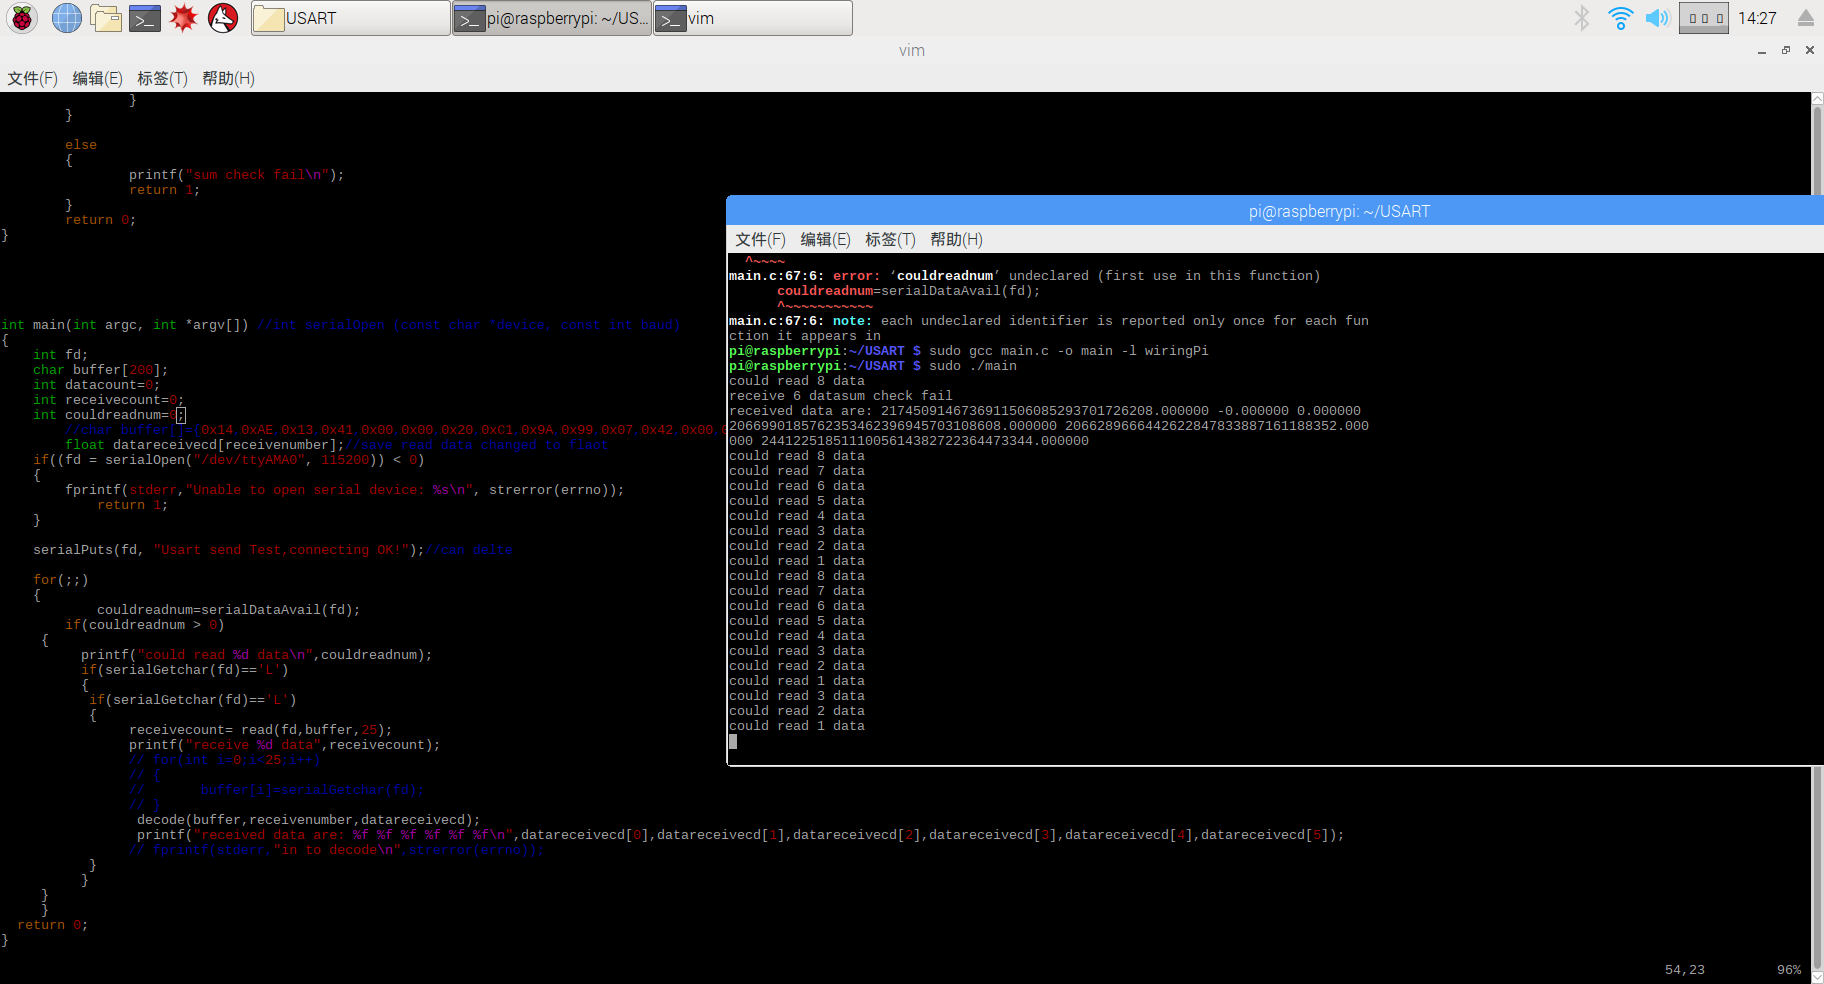 USART
pi@raspberrypi: ~/US...
vim
14:27
vim
文件(F) 编辑(E) 标签(T) 帮助(H)
}
}
else
{
printf("sum check fail\n");
return 1;
}
return 0;
}
int main(int argc, int *argv[]) //int serialOpen (const char *device, const int baud)
{
int fd;
char buffer[200];
int datacount=0;
int receivecount=0;
int couldreadnum=0;
//char buffer[]={0x14,0xAE,0x13,0x41,0x00,0x00,0x20,0xC1,0x9A,0x99,0x07,0x42,0x00,0
float datareceivecd[receivenumber];//save read data changed to flaot
if((fd = serialOpen("/dev/ttyAMA0", 115200)) < 0)
{
fprintf(stderr,"Unable to open serial device: %s\n", strerror(errno));
return 1;
}
serialPuts(fd, "Usart send Test,connecting OK!");//can delte
for(;;)
{
couldreadnum=serialDataAvail(fd);
if(couldreadnum > 0)
{
printf("could read %d data\n",couldreadnum);
if(serialGetchar(fd)=='L')
{
if(serialGetchar(fd)=='L')
{
receivecount= read(fd,buffer,25);
printf("receive %d data",receivecount);
// for(int i=0;i<25;i++)
// {
// buffer[i]=serialGetchar(fd);
// }
decode(buffer,receivenumber,datareceivecd);
printf("received data are: %f %f %f %f %f %f\n",datareceivecd[0],datareceivecd[1],datareceivecd[2],datareceivecd[3],datareceivecd[4],datareceivecd[5]);
// fprintf(stderr,"in to decode\n",strerror(errno));
}
}
}
}
return 0;
}
54,23 96%
pi@raspberrypi: ~/USART
文件(F) 编辑(E) 标签(T) 帮助(H)
^~~~~
main.c:67:6: error: ‘couldreadnum’ undeclared (first use in this function)
couldreadnum=serialDataAvail(fd);
^~~~~~~~~~~~
main.c:67:6: note: each undeclared identifier is reported only once for each fun
ction it appears in
pi@raspberrypi:~/USART $ sudo gcc main.c -o main -l wiringPi
pi@raspberrypi:~/USART $ sudo ./main
could read 8 data
receive 6 datasum check fail
received data are: 2174509146736911506085293701726208.000000 -0.000000 0.000000
2066990185762353462396945703108608.000000 2066289666442622847833887161188352.000
000 24412251851110056143827223644733​44.000000
could read 8 data
could read 7 data
could read 6 data
could read 5 data
could read 4 data
could read 3 data
could read 2 data
could read 1 data
could read 8 data
could read 7 data
could read 6 data
could read 5 data
could read 4 data
could read 3 data
could read 2 data
could read 1 data
could read 3 data
could read 2 data
could read 1 data